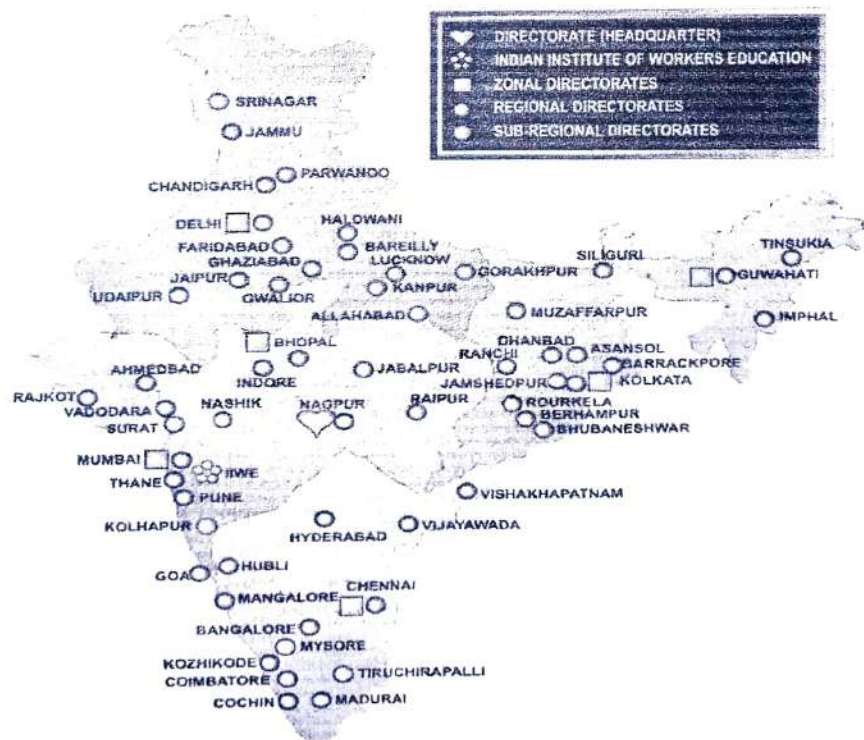 DIRECTORATE (HEADQUARTER)
INDIAN INSTITUTE OF WORKERS EDUCATION
ZONAL DIRECTORATES
REGIONAL DIRECTORATES
SUB-REGIONAL DIRECTORATES
SRINAGAR
JAMMU
PARWANOO
CHANDIGARH
DELHI
HALDWANI
FARIDABAD
BAREILLY
GHAZIABAD
LUCKNOW
GORAKHPUR
SILIGURI
TINSUKIA
JAIPUR
GUWAHATI
UDAIPUR
GWALIOR
KANPUR
ALLAHABAD
MUZAFFARPUR
IMPHAL
BHOPAL
DHANBAD
ASANSOL
RANCHI
BARRACKPORE
INDORE
JABALPUR
AHMEDBAD
JAMSHEDPUR
KOLKATA
RAJKOT
VADODARA
NASHIK
NAGPUR
RAIPUR
ROURKELA
BERHAMPUR
SURAT
BHUBANESHWAR
MUMBAI
IIWE
THANE
PUNE
VISHAKHAPATNAM
KOLHAPUR
HYDERABAD
VIJAYAWADA
GOA
HUBLI
CHENNAI
MANGALORE
BANGALORE
MYSORE
KOZHIKODE
COIMBATORE
TIRUCHIRAPALLI
COCHIN
MADURAI